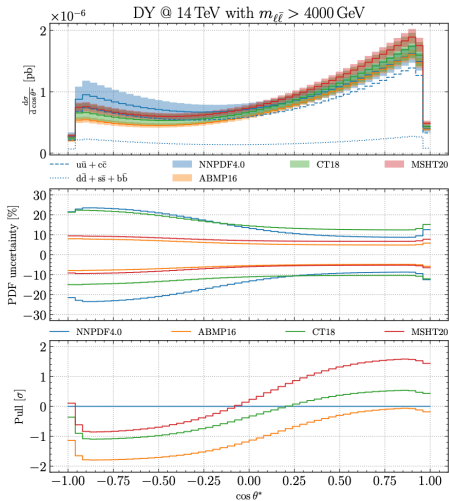 DY @ 14 TeV with m_{ℓℓ̄} > 4000 GeV
×10⁻⁶
2
1
0
dσ/d cos θ* [pb]
uū + cc̄
dd̄ + ss̄ + bb̄
NNPDF4.0
ABMP16
CT18
MSHT20
30
20
10
0
−10
−20
−30
PDF uncertainty [%]
NNPDF4.0 ABMP16 CT18 MSHT20
2
1
0
−1
−2
Pull [σ]
−1.00 −0.75 −0.50 −0.25 0.00 0.25 0.50 0.75 1.00
cos θ*